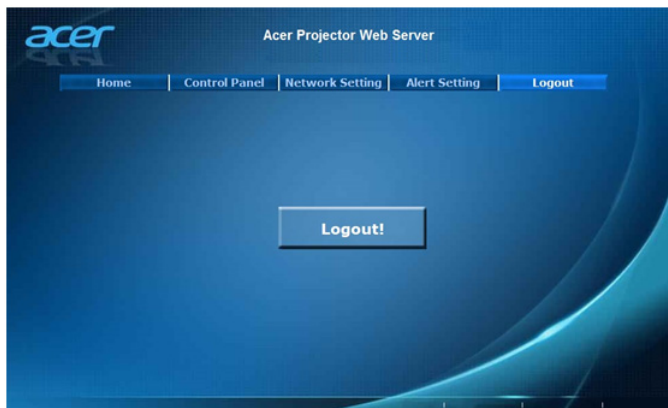 acer
Acer Projector Web Server
Home Control Panel Network Setting Alert Setting Logout
Logout!